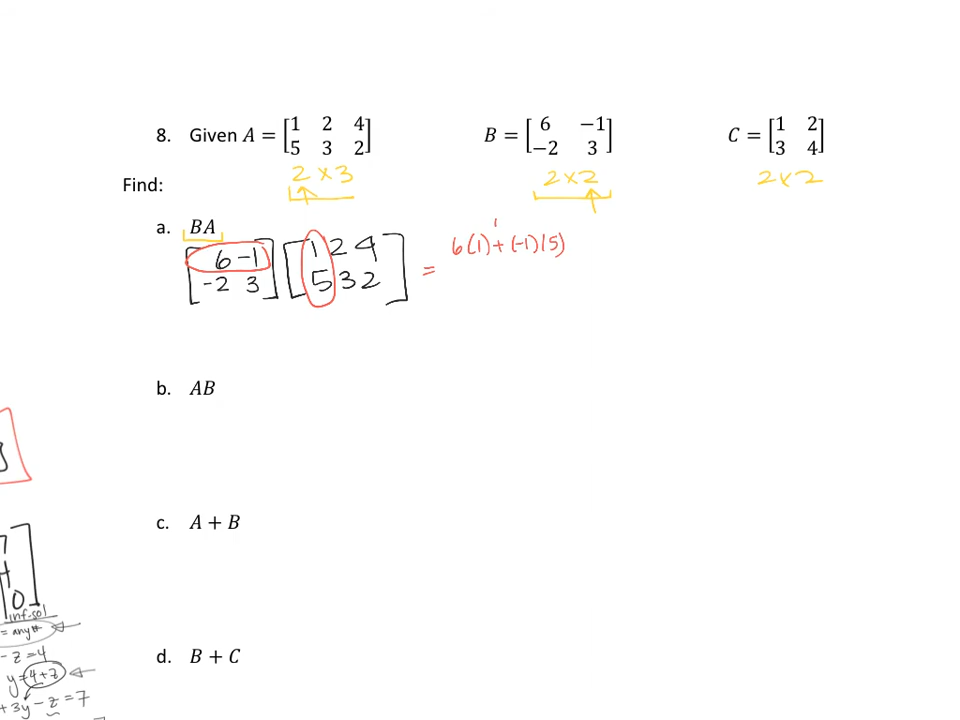 8. Given A = [1 2 4 B = [6 −1] C = [1 2
5 3 2] −2 3] 3 4]
2 × 3 2 × 2 2 × 2
Find:
a. BA
[6 -1 [1 2 4] = 6(1) + (-1)(5)
-2 3] 5 3 2]
b. AB
c. A + B
d. B + C
0
inf. sol
= any #
- z = 4
y = 4+z
+ 3y - z = 7